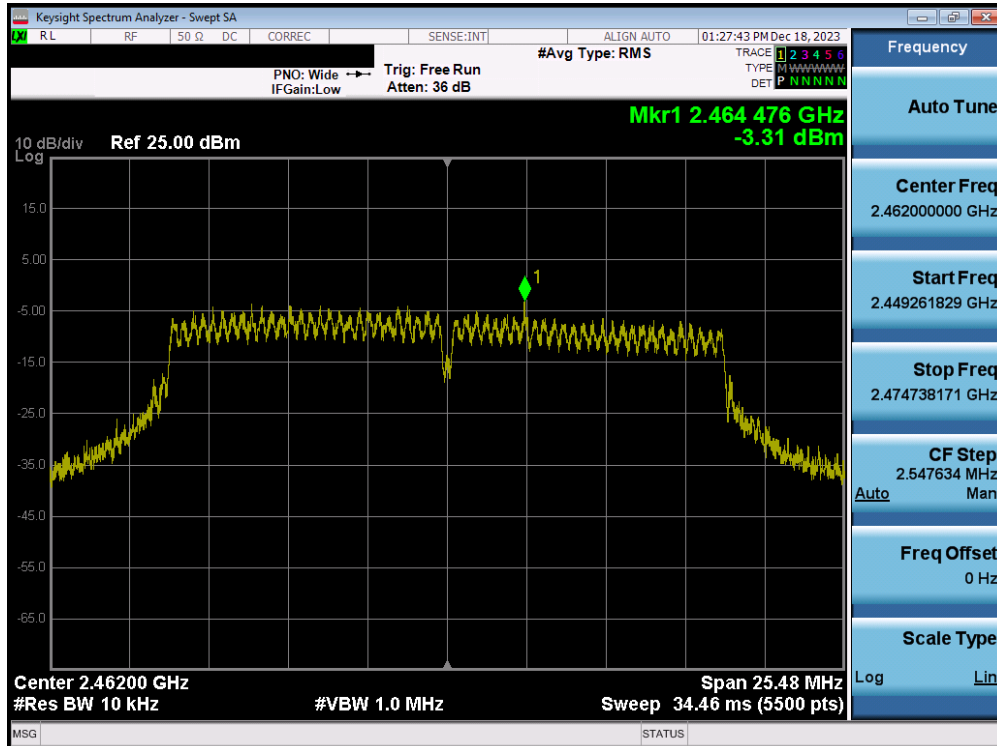 Keysight Spectrum Analyzer - Swept SA
LXI RL RF 50 Ω DC CORREC SENSE:INT ALIGN AUTO 01:27:43 PM Dec 18, 2023
PNO: Wide
IFGain:Low
Trig: Free Run
Atten: 36 dB
#Avg Type: RMS
TRACE 1 2 3 4 5 6
TYPE M WWWWW
DET P N N N N N
Mkr1 2.464 476 GHz
-3.31 dBm
10 dB/div
Log
Ref 25.00 dBm
15.0
5.00
-5.00
-15.0
-25.0
-35.0
-45.0
-55.0
-65.0
1
Center 2.46200 GHz
Span 25.48 MHz
#Res BW 10 kHz
#VBW 1.0 MHz
Sweep 34.46 ms (5500 pts)
MSG
STATUS
Frequency
Auto Tune
Center Freq
2.462000000 GHz
Start Freq
2.449261829 GHz
Stop Freq
2.474738171 GHz
CF Step
2.547634 MHz
Auto Man
Freq Offset
0 Hz
Scale Type
Log Lin